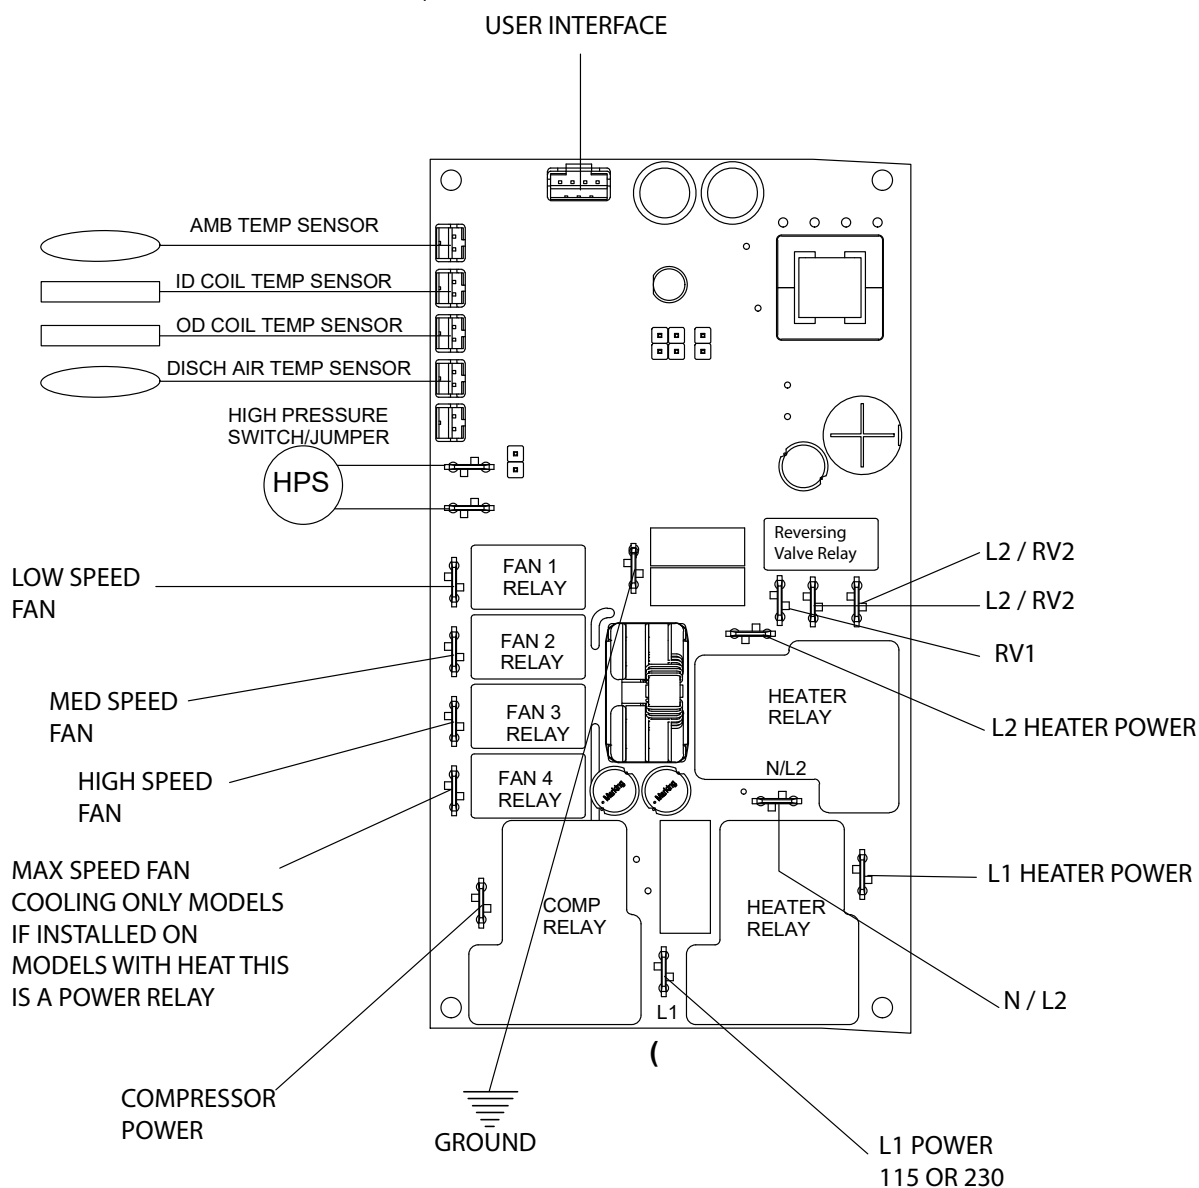 USER INTERFACE
AMB TEMP SENSOR
ID COIL TEMP SENSOR
OD COIL TEMP SENSOR
DISCH AIR TEMP SENSOR
HIGH PRESSURE
SWITCH/JUMPER
HPS
Reversing
Valve Relay
L2 / RV2
L2 / RV2
RV1
L2 HEATER POWER
LOW SPEED
FAN
FAN 1
RELAY
FAN 2
RELAY
MED SPEED
FAN
FAN 3
RELAY
HIGH SPEED
FAN
FAN 4
RELAY
HEATER
RELAY
N/L2
Marking
Marking
MAX SPEED FAN
COOLING ONLY MODELS
IF INSTALLED ON
MODELS WITH HEAT THIS
IS A POWER RELAY
COMP
RELAY
HEATER
RELAY
L1 HEATER POWER
N / L2
L1
(
COMPRESSOR
POWER
GROUND
L1 POWER
115 OR 230